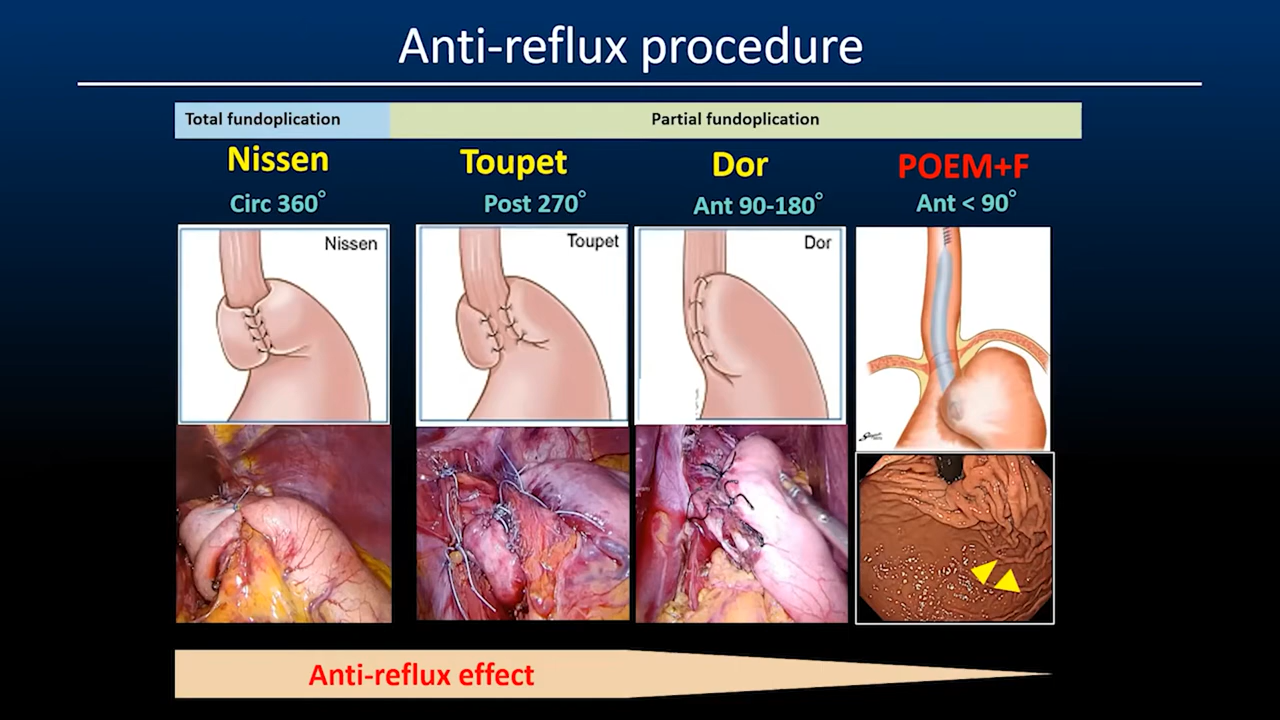 Anti-reflux procedure
Total fundoplication
Partial fundoplication
Nissen
Toupet
Dor
POEM+F
Circ 360°
Post 270°
Ant 90-180°
Ant < 90°
Nissen
Toupet
Dor
Anti-reflux effect